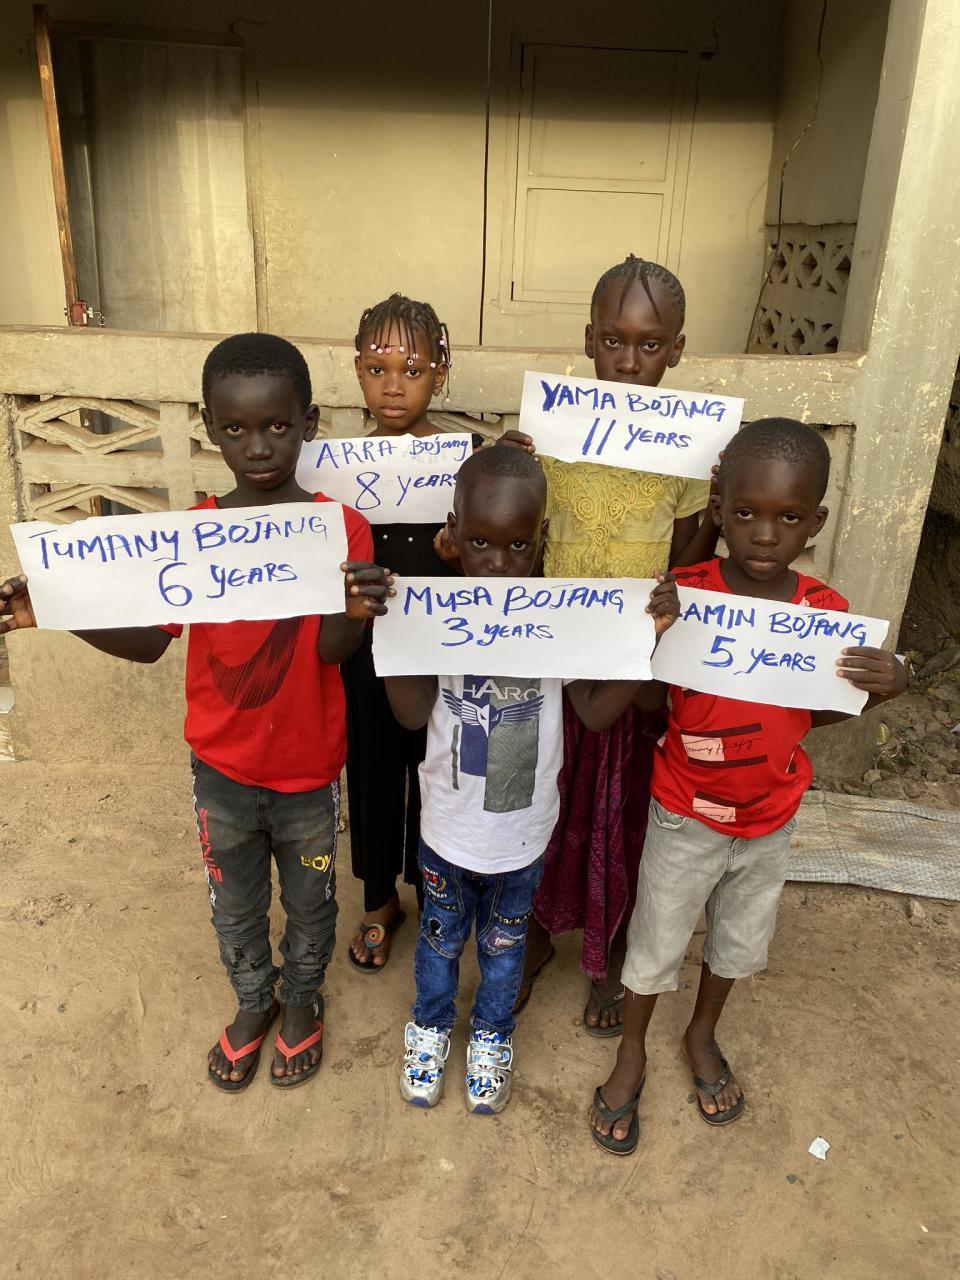 YAMA BOJANG
11 YEARS
ARRA Bojang
8 YEARS
TUMANY BOJANG
6 YEARS
MUSA BOJANG
3 YEARS
LAMIN BOJANG
5 YEARS
HARO
Tommy Hilfiger
BOY